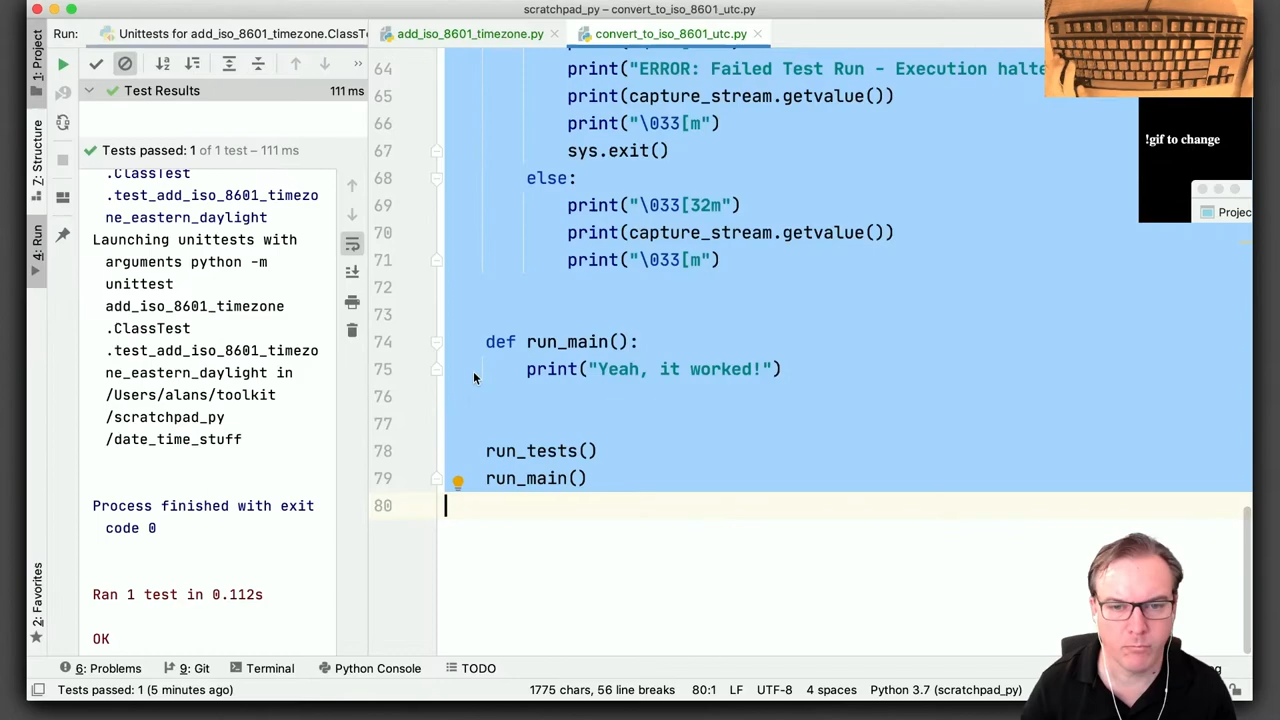 scratchpad_py – convert_to_iso_8601_utc.py
1: Project
Z: Structure
4: Run
2: Favorites
Run:
Unittests for add_iso_8601_timezone.ClassTe
add_iso_8601_timezone.py
convert_to_iso_8601_utc.py
Test Results
111 ms
Tests passed: 1 of 1 test – 111 ms
.ClassTest
.test_add_iso_8601_timezo
ne_eastern_daylight
Launching unittests with
arguments python -m
unittest
add_iso_8601_timezone
.ClassTest
.test_add_iso_8601_timezo
ne_eastern_daylight in
/Users/alans/toolkit
/scratchpad_py
/date_time_stuff
Process finished with exit
code 0
Ran 1 test in 0.112s
OK
64 print("ERROR: Failed Test Run - Execution halte
65 print(capture_stream.getvalue())
66 print("\033[m")
67 sys.exit()
68 else:
69 print("\033[32m")
70 print(capture_stream.getvalue())
71 print("\033[m")
72
73
74 def run_main():
75 print("Yeah, it worked!")
76
77
78 run_tests()
79 run_main()
80
!gif to change
Projec
6: Problems
9: Git
Terminal
Python Console
TODO
Tests passed: 1 (5 minutes ago)
1775 chars, 56 line breaks
80:1
LF
UTF-8
4 spaces
Python 3.7 (scratchpad_py)